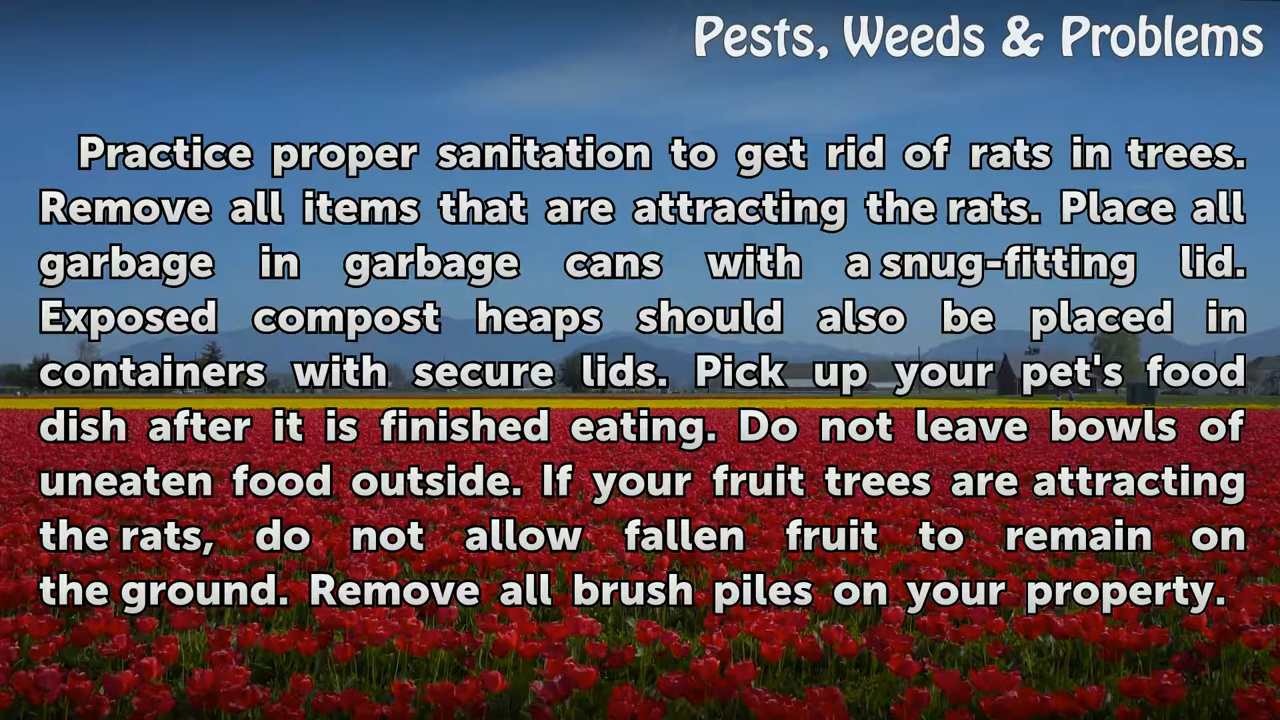 Pests, Weeds & Problems
Practice proper sanitation to get rid of rats in trees.
Remove all items that are attracting the rats. Place all
garbage in garbage cans with a snug-fitting lid.
Exposed compost heaps should also be placed in
containers with secure lids. Pick up your pet's food
dish after it is finished eating. Do not leave bowls of
uneaten food outside. If your fruit trees are attracting
the rats, do not allow fallen fruit to remain on
the ground. Remove all brush piles on your property.